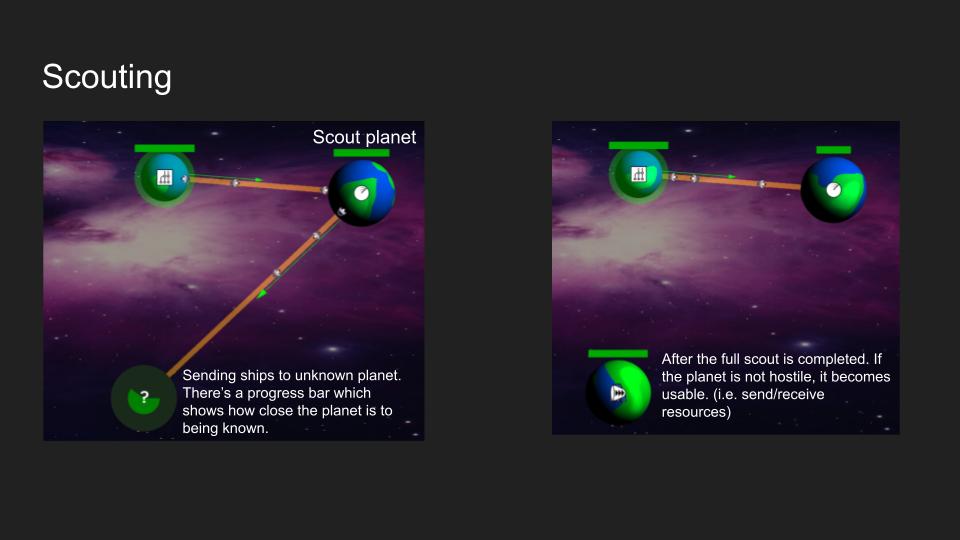 Scouting
Scout planet
?
Sending ships to unknown planet.
There's a progress bar which
shows how close the planet is to
being known.
After the full scout is completed. If
the planet is not hostile, it becomes
usable. (i.e. send/receive
resources)